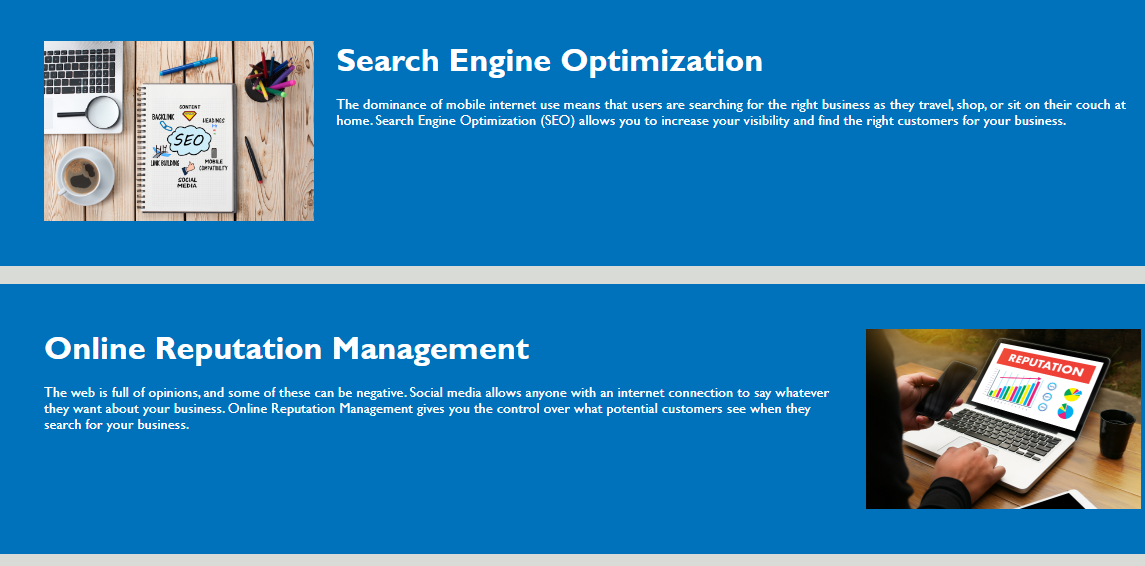 Search Engine Optimization
The dominance of mobile internet use means that users are searching for the right business as they travel, shop, or sit on their couch at
home. Search Engine Optimization (SEO) allows you to increase your visibility and find the right customers for your business.
CONTENT
BACKLINK
HEADINGS
SEO
LINK BUILDING
MOBILE
COMPATIBILITY
SOCIAL
MEDIA
Online Reputation Management
The web is full of opinions, and some of these can be negative. Social media allows anyone with an internet connection to say whatever
they want about your business. Online Reputation Management gives you the control over what potential customers see when they
search for your business.
REPUTATION